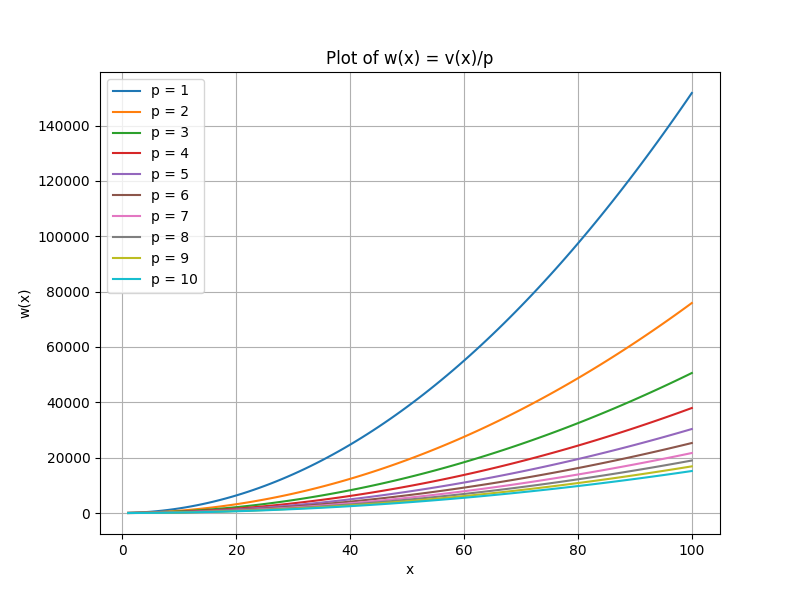 Plot of w(x) = v(x)/p
p = 1
p = 2
p = 3
p = 4
p = 5
p = 6
p = 7
p = 8
p = 9
p = 10
140000
120000
100000
80000
60000
40000
20000
0
w(x)
0 20 40 60 80 100
x